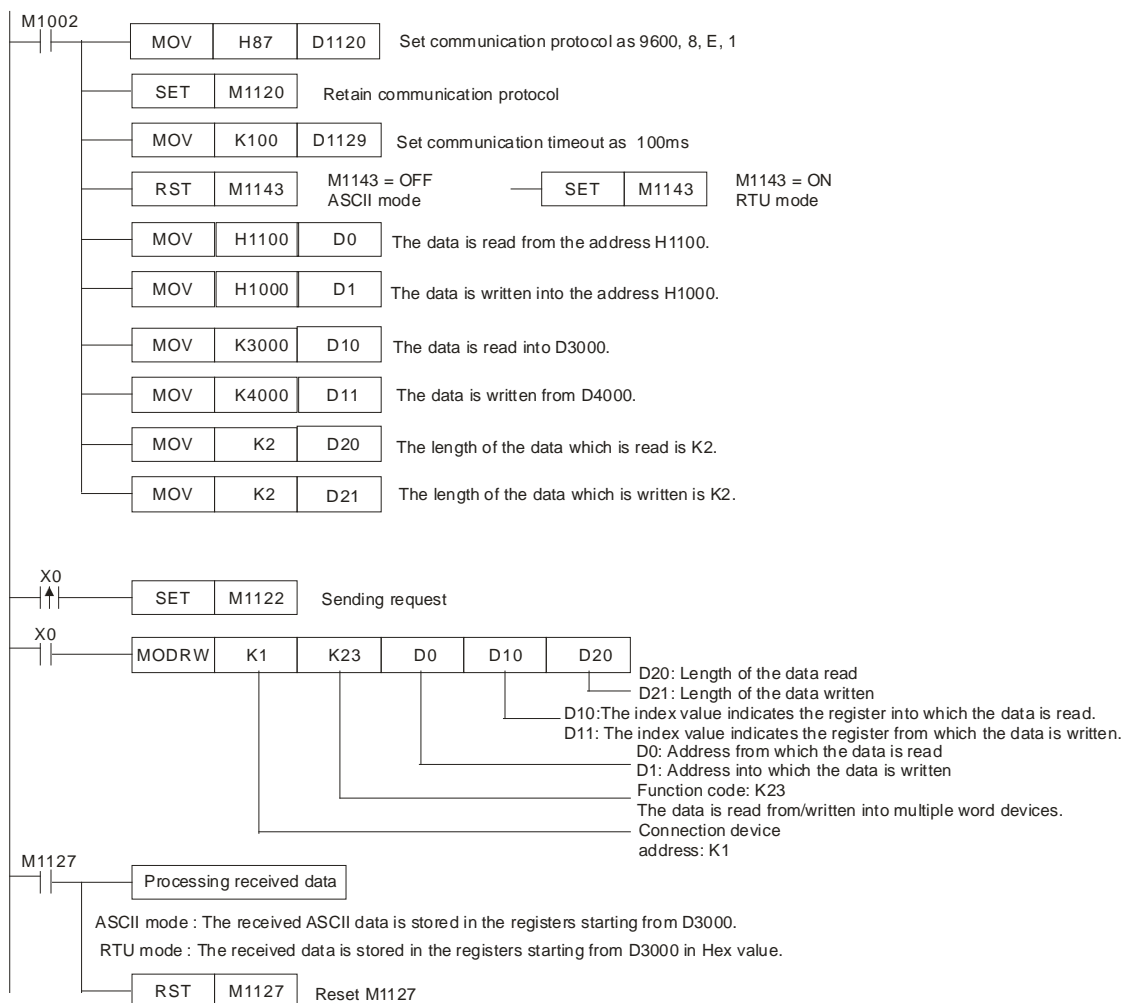 M1002
MOV H87 D1120 Set communication protocol as 9600, 8, E, 1
SET M1120 Retain communication protocol
MOV K100 D1129 Set communication timeout as 100ms
RST M1143 M1143 = OFF
ASCII mode
SET M1143 M1143 = ON
RTU mode
MOV H1100 D0 The data is read from the address H1100.
MOV H1000 D1 The data is written into the address H1000.
MOV K3000 D10 The data is read into D3000.
MOV K4000 D11 The data is written from D4000.
MOV K2 D20 The length of the data which is read is K2.
MOV K2 D21 The length of the data which is written is K2.
X0
SET M1122 Sending request
X0
MODRW K1 K23 D0 D10 D20
D20: Length of the data read
D21: Length of the data written
D10:The index value indicates the register into which the data is read.
D11: The index value indicates the register from which the data is written.
D0: Address from which the data is read
D1: Address into which the data is written
Function code: K23
The data is read from/written into multiple word devices.
Connection device
address: K1
M1127
Processing received data
ASCII mode : The received ASCII data is stored in the registers starting from D3000.
RTU mode : The received data is stored in the registers starting from D3000 in Hex value.
RST M1127 Reset M1127